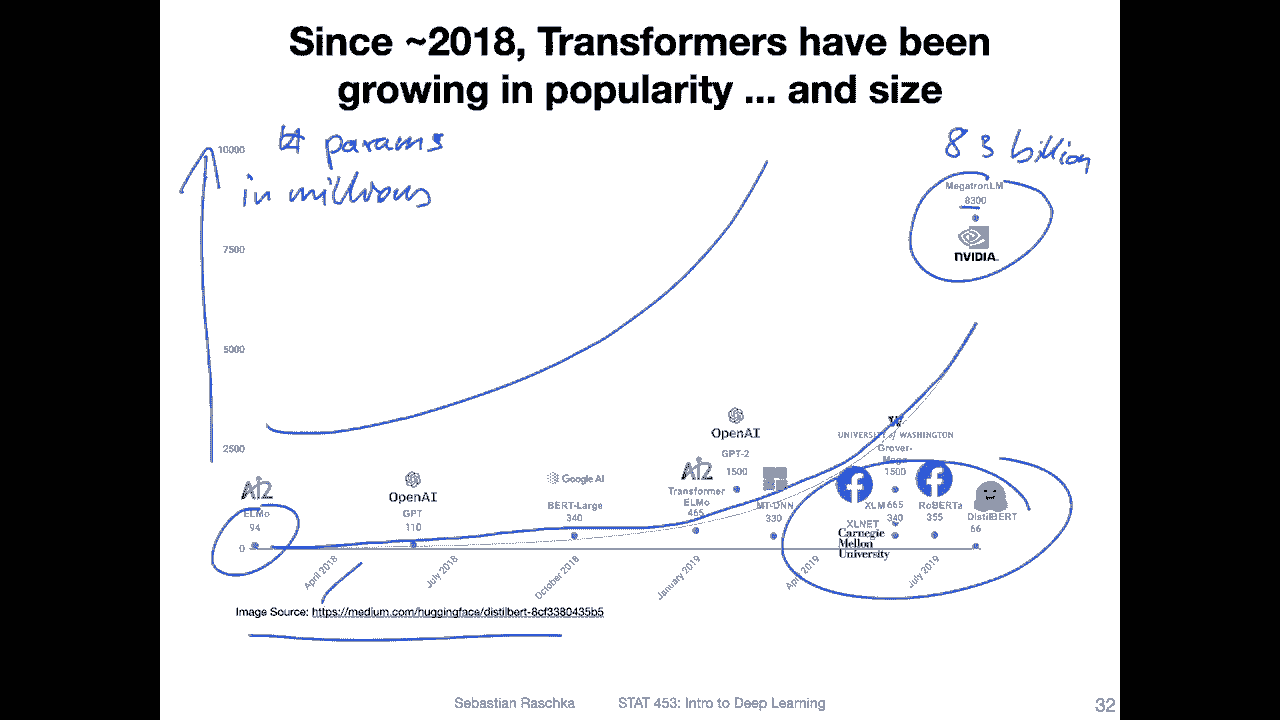 Since ~2018, Transformers have been
growing in popularity ... and size
# params
in millions
8 3 billion
10000
7500
5000
2500
0
MegatronLM
8300
NVIDIA.
AI2
ELMo
94
OpenAI
GPT
110
Google AI
BERT-Large
340
AI2
Transformer
ELMo
465
OpenAI
GPT-2
1500
MT-DNN
330
W
UNIVERSITY of WASHINGTON
Grover-
Mega
1500
XLM 665
XLNET 340
Carnegie
Mellon
University
RoBERTa
355
DistilBERT
66
April 2018
July 2018
October 2018
January 2019
April 2019
July 2019
Image Source: https://medium.com/huggingface/distilbert-8cf3380435b5
Sebastian Raschka STAT 453: Intro to Deep Learning 32